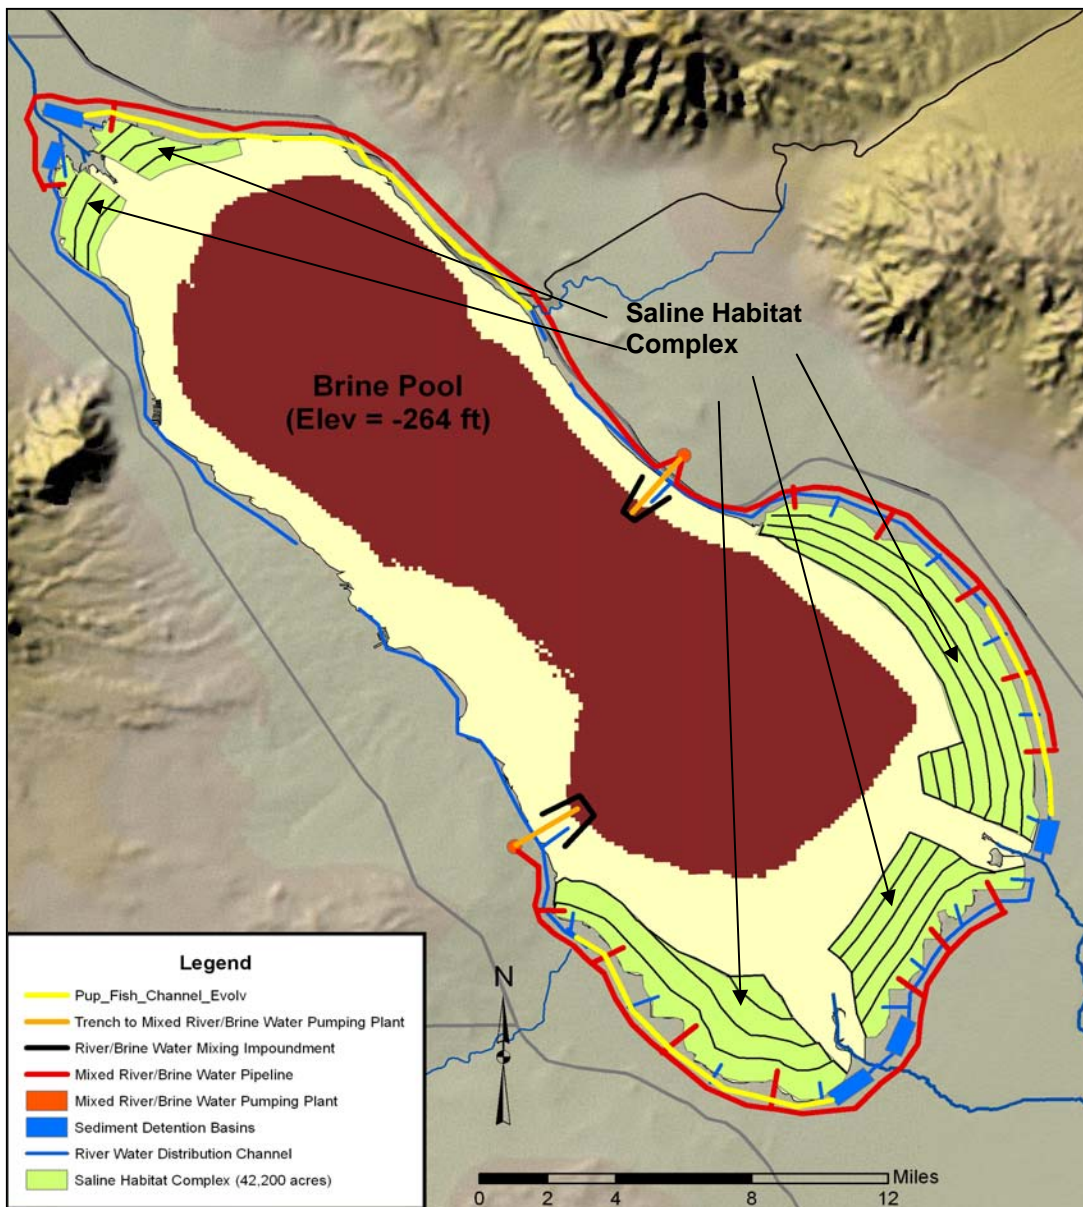 Saline Habitat
Complex
Brine Pool
(Elev = -264 ft)
N
Legend
Pup_Fish_Channel_Evolv
Trench to Mixed River/Brine Water Pumping Plant
River/Brine Water Mixing Impoundment
Mixed River/Brine Water Pipeline
Mixed River/Brine Water Pumping Plant
Sediment Detention Basins
River Water Distribution Channel
Saline Habitat Complex (42,200 acres)
Miles
0 2 4 8 12